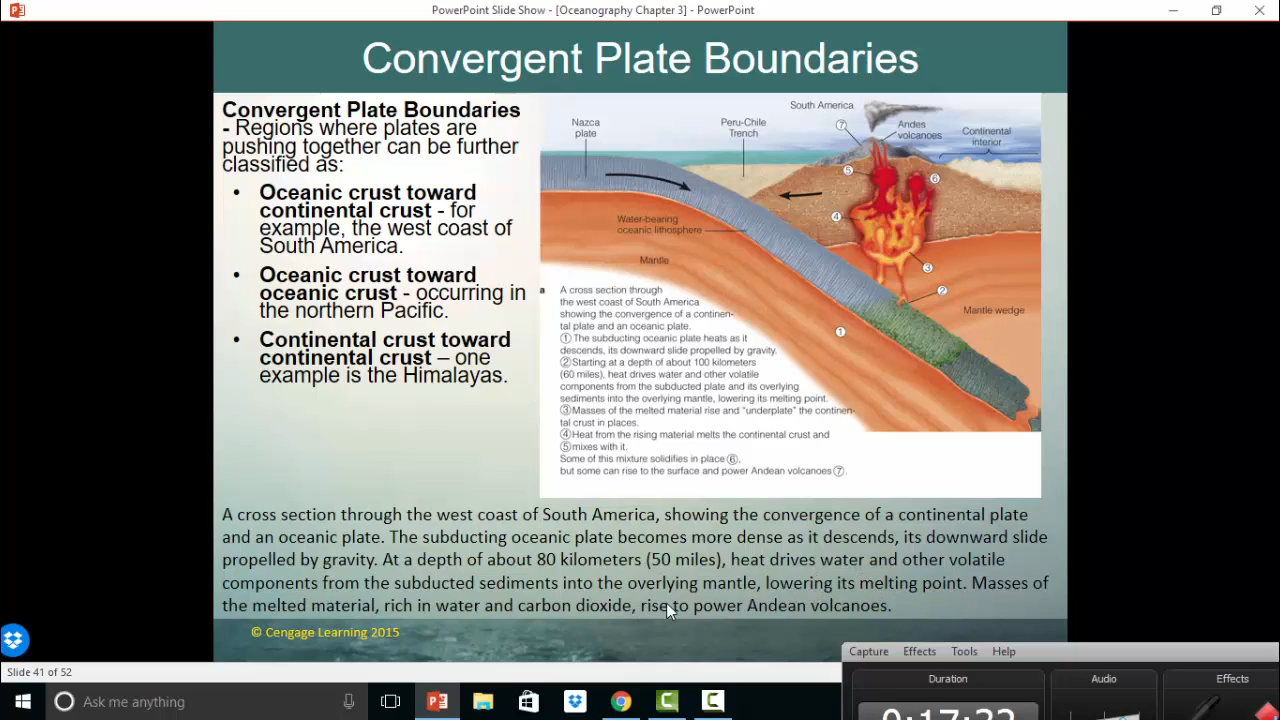 PowerPoint Slide Show - [Oceanography Chapter 3] - PowerPoint
Convergent Plate Boundaries
Convergent Plate Boundaries
- Regions where plates are
pushing together can be further
classified as:
• Oceanic crust toward
continental crust - for
example, the west coast of
South America.
• Oceanic crust toward
oceanic crust - occurring in
the northern Pacific.
• Continental crust toward
continental crust – one
example is the Himalayas.
South America
Nazca
plate
Peru-Chile
Trench
7
Andes
volcanoes
Continental
interior
5
6
4
Water-bearing
oceanic lithosphere
Mantle
3
2
Mantle wedge
1
a A cross section through
the west coast of South America
showing the convergence of a continen-
tal plate and an oceanic plate.
① The subducting oceanic plate heats as it
descends, its downward slide propelled by gravity.
② Starting at a depth of about 100 kilometers
(60 miles), heat drives water and other volatile
components from the subducted plate and its overlying
sediments into the overlying mantle, lowering its melting point.
③ Masses of the melted material rise and "underplate" the continen-
tal crust in places.
④ Heat from the rising material melts the continental crust and
⑤ mixes with it.
Some of this mixture solidifies in place ⑥,
but some can rise to the surface and power Andean volcanoes ⑦.
A cross section through the west coast of South America, showing the convergence of a continental plate
and an oceanic plate. The subducting oceanic plate becomes more dense as it descends, its downward slide
propelled by gravity. At a depth of about 80 kilometers (50 miles), heat drives water and other volatile
components from the subducted sediments into the overlying mantle, lowering its melting point. Masses of
the melted material, rich in water and carbon dioxide, rise to power Andean volcanoes.
© Cengage Learning 2015
Slide 41 of 52
Capture Effects Tools Help
Duration Audio Effects
0:17:22
Ask me anything